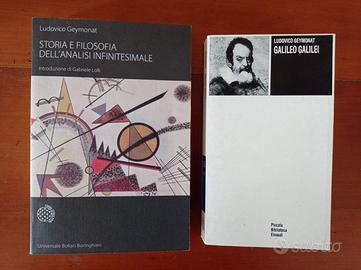 Ludovico Geymonat
STORIA E FILOSOFIA
DELL'ANALISI INFINITESIMALE
Introduzione di Gabriele Lolli
Universale Bollati Boringhieri
LUDOVICO GEYMONAT
GALILEO GALILEI
Piccola
Biblioteca
Einaudi
subito